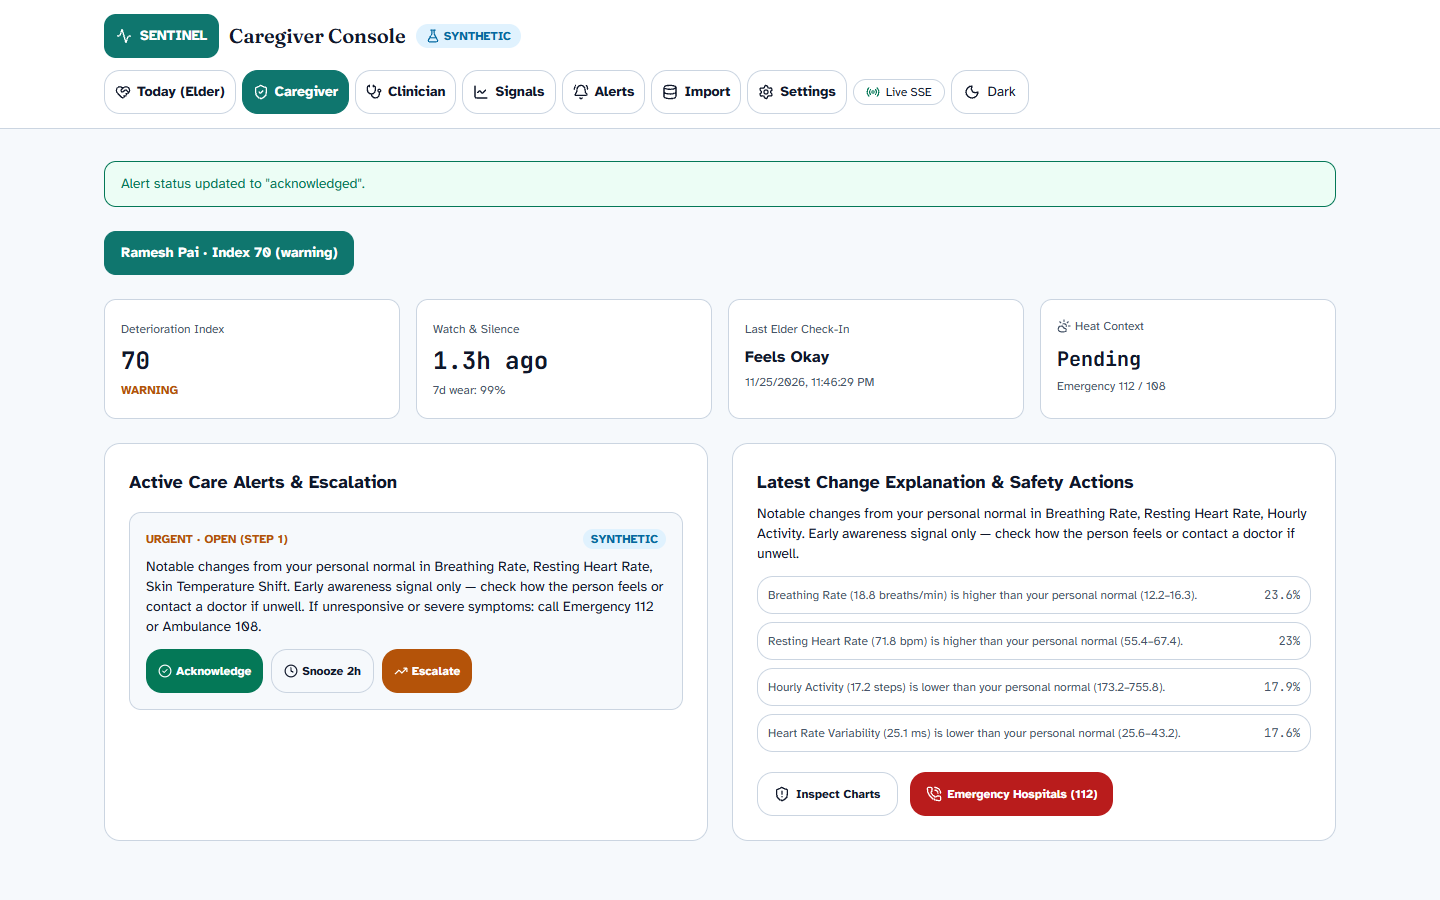 SENTINEL Caregiver Console SYNTHETIC
Today (Elder) Caregiver Clinician Signals Alerts Import Settings Live SSE Dark
Alert status updated to "acknowledged".
Ramesh Pai · Index 70 (warning)
Deterioration Index
70
WARNING
Watch & Silence
1.3h ago
7d wear: 99%
Last Elder Check-In
Feels Okay
11/25/2026, 11:46:29 PM
Heat Context
Pending
Emergency 112 / 108
Active Care Alerts & Escalation
URGENT · OPEN (STEP 1) SYNTHETIC
Notable changes from your personal normal in Breathing Rate, Resting Heart Rate,
Skin Temperature Shift. Early awareness signal only — check how the person feels or
contact a doctor if unwell. If unresponsive or severe symptoms: call Emergency 112
or Ambulance 108.
Acknowledge Snooze 2h Escalate
Latest Change Explanation & Safety Actions
Notable changes from your personal normal in Breathing Rate, Resting Heart Rate, Hourly
Activity. Early awareness signal only — check how the person feels or contact a doctor if
unwell.
Breathing Rate (18.8 breaths/min) is higher than your personal normal (12.2–16.3). 23.6%
Resting Heart Rate (71.8 bpm) is higher than your personal normal (55.4–67.4). 23%
Hourly Activity (17.2 steps) is lower than your personal normal (173.2–755.8). 17.9%
Heart Rate Variability (25.1 ms) is lower than your personal normal (25.6–43.2). 17.6%
Inspect Charts Emergency Hospitals (112)